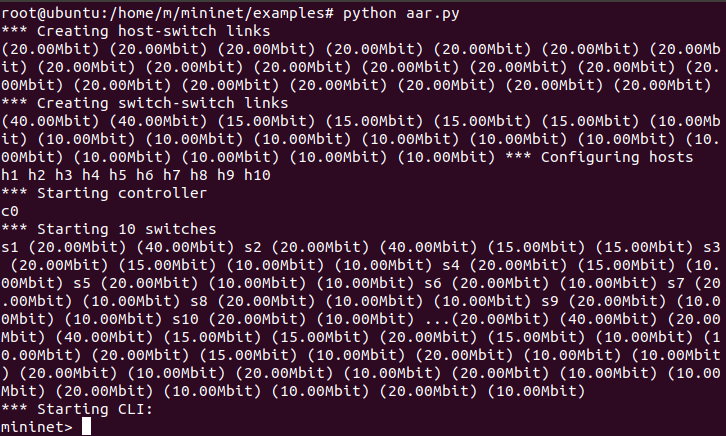 root@ubuntu:/home/m/mininet/examples# python aar.py
*** Creating host-switch links
(20.00Mbit) (20.00Mbit) (20.00Mbit) (20.00Mbit) (20.00Mbit) (20.00Mbit) (20.00Mb
it) (20.00Mbit) (20.00Mbit) (20.00Mbit) (20.00Mbit) (20.00Mbit) (20.00Mbit) (20.
00Mbit) (20.00Mbit) (20.00Mbit) (20.00Mbit) (20.00Mbit) (20.00Mbit) (20.00Mbit)
*** Creating switch-switch links
(40.00Mbit) (40.00Mbit) (15.00Mbit) (15.00Mbit) (15.00Mbit) (15.00Mbit) (10.00Mb
it) (10.00Mbit) (10.00Mbit) (10.00Mbit) (10.00Mbit) (10.00Mbit) (10.00Mbit) (10.
00Mbit) (10.00Mbit) (10.00Mbit) (10.00Mbit) (10.00Mbit) *** Configuring hosts
h1 h2 h3 h4 h5 h6 h7 h8 h9 h10
*** Starting controller
c0
*** Starting 10 switches
s1 (20.00Mbit) (40.00Mbit) s2 (20.00Mbit) (40.00Mbit) (15.00Mbit) (15.00Mbit) s3
(20.00Mbit) (15.00Mbit) (10.00Mbit) (10.00Mbit) s4 (20.00Mbit) (15.00Mbit) (10.
00Mbit) s5 (20.00Mbit) (10.00Mbit) (10.00Mbit) s6 (20.00Mbit) (10.00Mbit) s7 (20
.00Mbit) (10.00Mbit) s8 (20.00Mbit) (10.00Mbit) (10.00Mbit) s9 (20.00Mbit) (10.0
0Mbit) (10.00Mbit) s10 (20.00Mbit) (10.00Mbit) ...(20.00Mbit) (40.00Mbit) (20.00
Mbit) (40.00Mbit) (15.00Mbit) (15.00Mbit) (20.00Mbit) (15.00Mbit) (10.00Mbit) (1
0.00Mbit) (20.00Mbit) (15.00Mbit) (10.00Mbit) (20.00Mbit) (10.00Mbit) (10.00Mbit
) (20.00Mbit) (10.00Mbit) (20.00Mbit) (10.00Mbit) (20.00Mbit) (10.00Mbit) (10.00
Mbit) (20.00Mbit) (10.00Mbit) (10.00Mbit) (20.00Mbit) (10.00Mbit)
*** Starting CLI:
mininet>